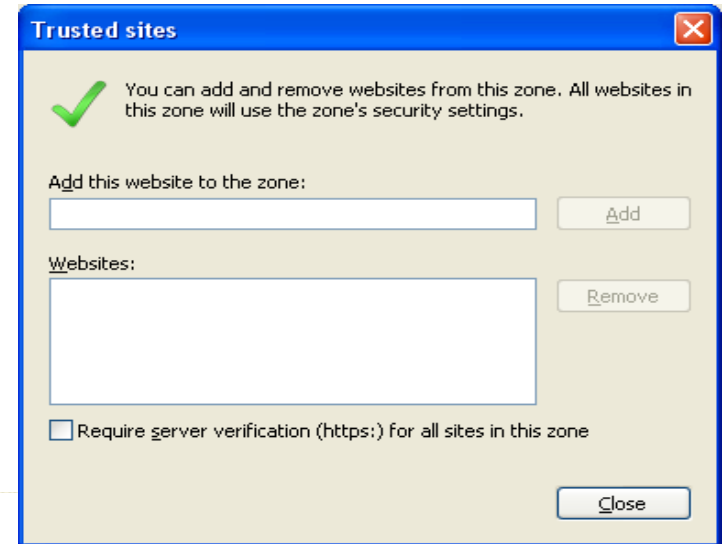 Trusted sites
You can add and remove websites from this zone. All websites in
this zone will use the zone's security settings.
Add this website to the zone:
Add
Websites:
Remove
Require server verification (https:) for all sites in this zone
Close